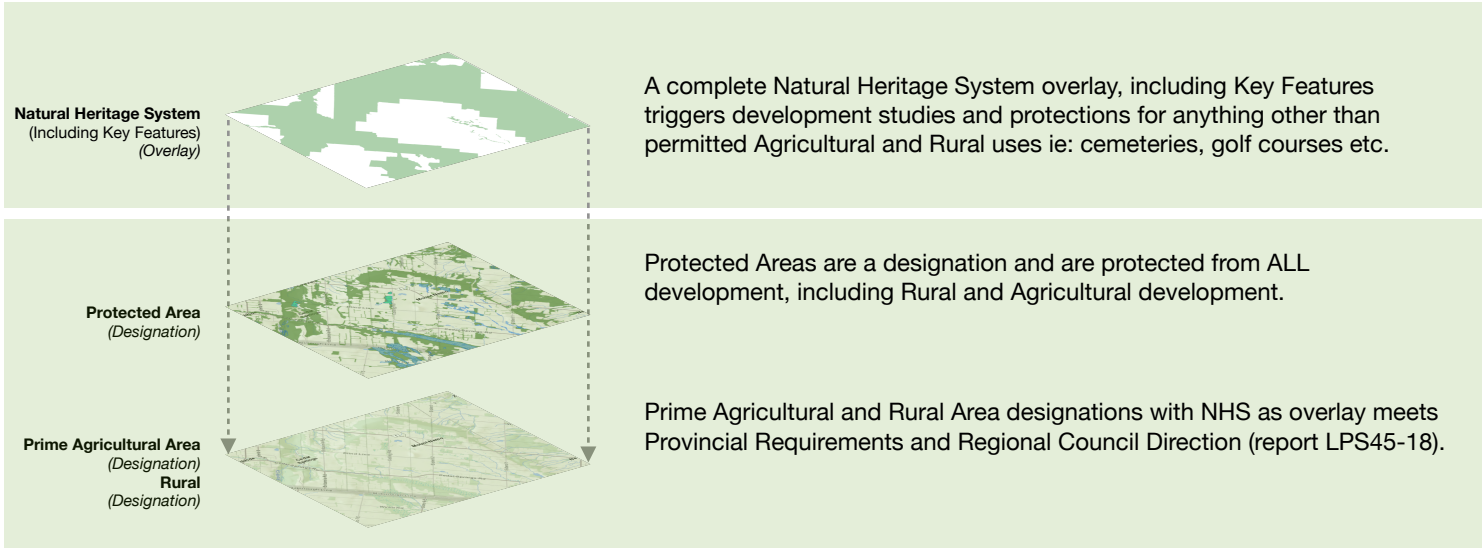 Natural Heritage System
(Including Key Features)
(Overlay)
A complete Natural Heritage System overlay, including Key Features
triggers development studies and protections for anything other than
permitted Agricultural and Rural uses ie: cemeteries, golf courses etc.
Protected Area
(Designation)
Protected Areas are a designation and are protected from ALL
development, including Rural and Agricultural development.
Prime Agricultural Area
(Designation)
Rural
(Designation)
Prime Agricultural and Rural Area designations with NHS as overlay meets
Provincial Requirements and Regional Council Direction (report LPS45-18).